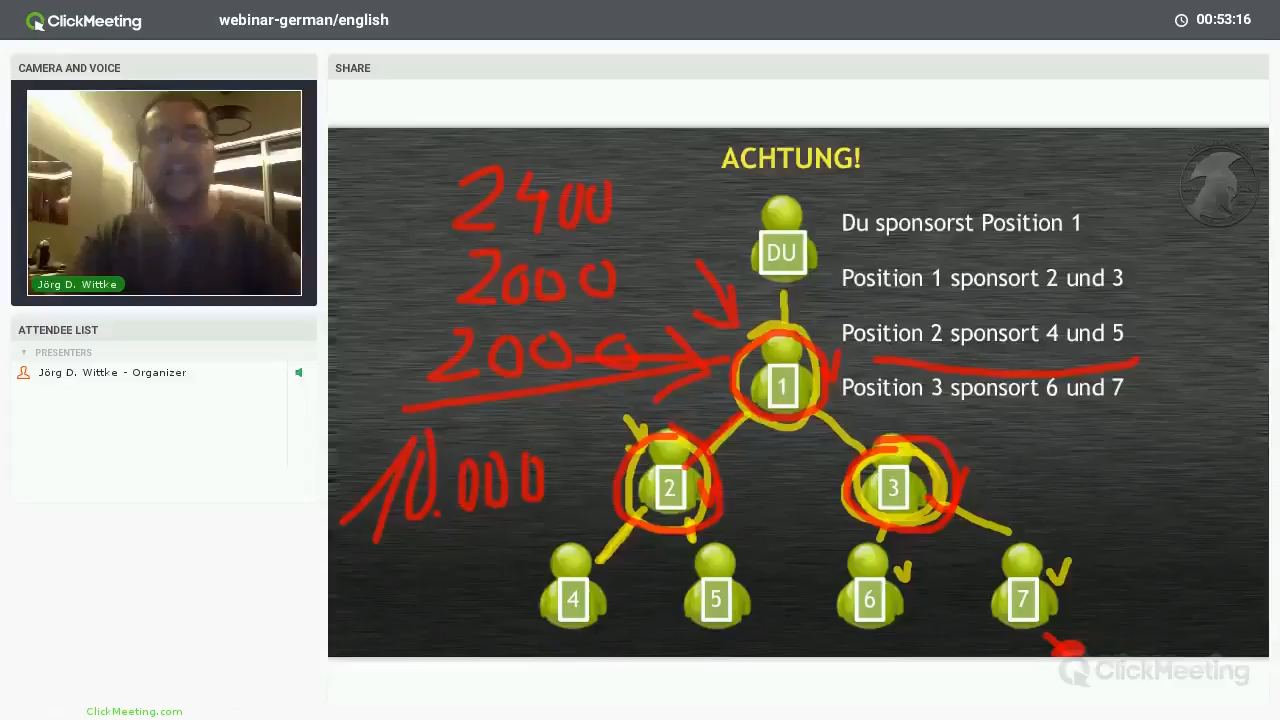 ClickMeeting
webinar-german/english
00:53:16
CAMERA AND VOICE
Jörg D. Wittke
ATTENDEE LIST
PRESENTERS
Jörg D. Wittke - Organizer
SHARE
ACHTUNG!
2400
2000
2000
10.000
DU
Du sponsorst Position 1
Position 1 sponsort 2 und 3
Position 2 sponsort 4 und 5
Position 3 sponsort 6 und 7
1
2
3
4
5
6
7
ClickMeeting
ClickMeeting.com